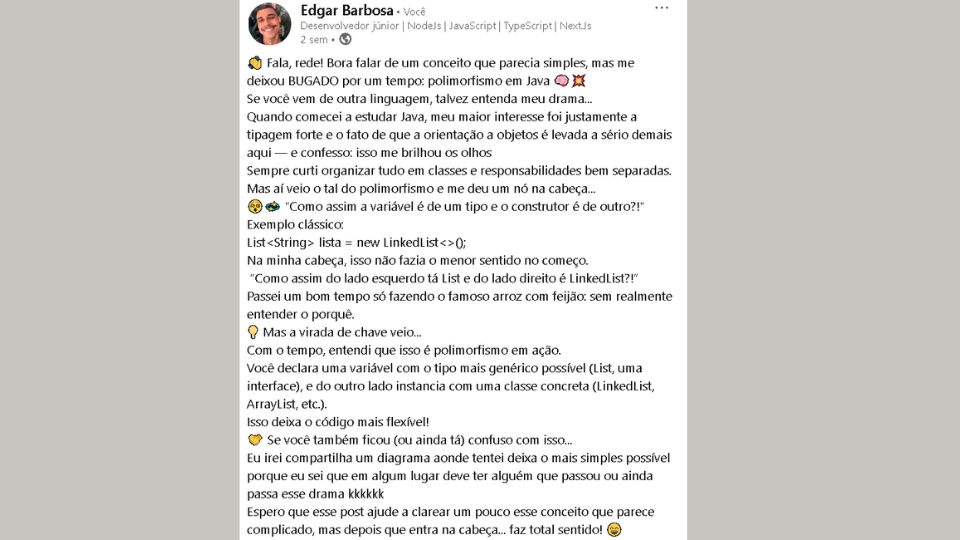 Edgar Barbosa • Você
Desenvolvedor júnior | NodeJs | JavaScript | TypeScript | NextJs
2 sem •
👏 Fala, rede! Bora falar de um conceito que parecia simples, mas me
deixou BUGADO por um tempo: polimorfismo em Java 🧠💥
Se você vem de outra linguagem, talvez entenda meu drama...
Quando comecei a estudar Java, meu maior interesse foi justamente a
tipagem forte e o fato de que a orientação a objetos é levada a sério demais
aqui — e confesso: isso me brilhou os olhos
Sempre curti organizar tudo em classes e responsabilidades bem separadas.
Mas aí veio o tal do polimorfismo e me deu um nó na cabeça...
"Como assim a variável é de um tipo e o construtor é de outro?!"
Exemplo clássico:
List<String> lista = new LinkedList<>();
Na minha cabeça, isso não fazia o menor sentido no começo.
"Como assim do lado esquerdo tá List e do lado direito é LinkedList?!"
Passei um bom tempo só fazendo o famoso arroz com feijão: sem realmente
entender o porquê.
💡 Mas a virada de chave veio...
Com o tempo, entendi que isso é polimorfismo em ação.
Você declara uma variável com o tipo mais genérico possível (List, uma
interface), e do outro lado instancia com uma classe concreta (LinkedList,
ArrayList, etc.).
Isso deixa o código mais flexível!
Se você também ficou (ou ainda tá) confuso com isso...
Eu irei compartilha um diagrama aonde tentei deixa o mais simples possível
porque eu sei que em algum lugar deve ter alguém que passou ou ainda
passa esse drama kkkkkk
Espero que esse post ajude a clarear um pouco esse conceito que parece
complicado, mas depois que entra na cabeça... faz total sentido! 😄